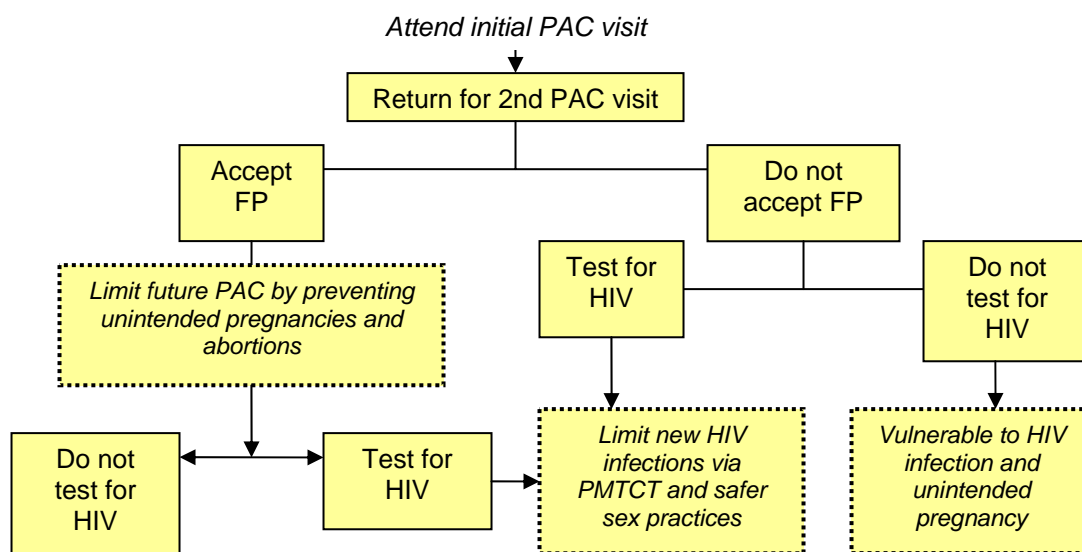 Attend initial PAC visit
Return for 2nd PAC visit
Accept
FP
Do not
accept FP
Limit future PAC by preventing
unintended pregnancies and
abortions
Test for
HIV
Do not
test for
HIV
Do not
test for
HIV
Test for
HIV
Limit new HIV
infections via
PMTCT and safer
sex practices
Vulnerable to HIV
infection and
unintended
pregnancy